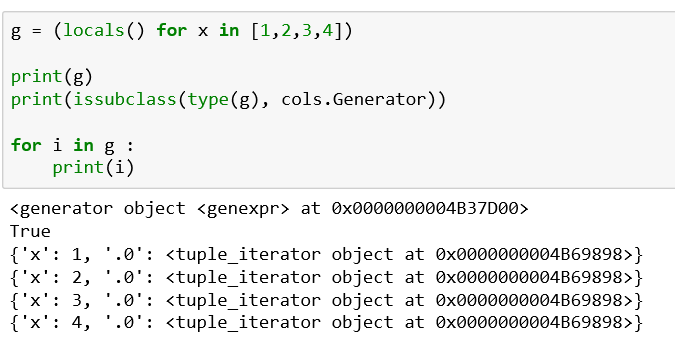 g = (locals() for x in [1,2,3,4])
print(g)
print(issubclass(type(g), cols.Generator))
for i in g :
    print(i)
<generator object <genexpr> at 0x0000000004B37D00>
True
{'x': 1, '.0': <tuple_iterator object at 0x0000000004B69898>}
{'x': 2, '.0': <tuple_iterator object at 0x0000000004B69898>}
{'x': 3, '.0': <tuple_iterator object at 0x0000000004B69898>}
{'x': 4, '.0': <tuple_iterator object at 0x0000000004B69898>}